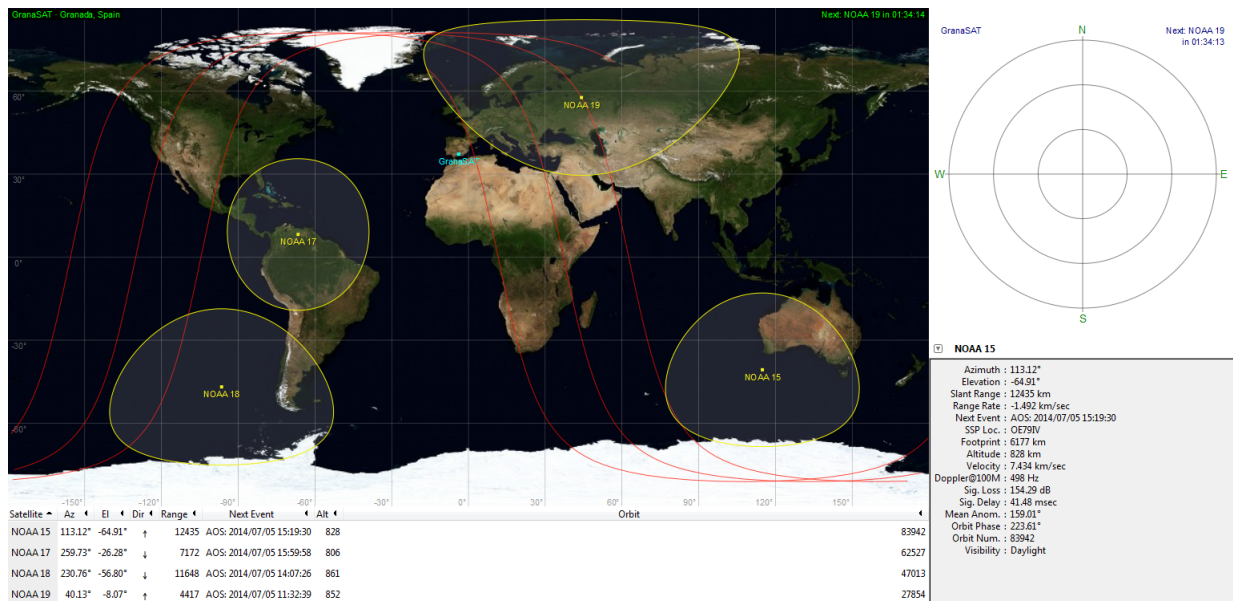 GranaSAT - Granada, Spain
Next: NOAA 19 in 01:34:14
NOAA 19
GranaSAT
NOAA 17
NOAA 18
NOAA 15
60°
30°
0°
-30°
-60°
-150° -120° -90° -60° -30° 0° 30° 60° 90° 120° 150°
GranaSAT
Next: NOAA 19
in 01:34:13
N
W
E
S
NOAA 15
Azimuth : 113.12°
Elevation : -64.91°
Slant Range : 12435 km
Range Rate : -1.492 km/sec
Next Event : AOS: 2014/07/05 15:19:30
SSP Loc. : OE79IV
Footprint : 6177 km
Altitude : 828 km
Velocity : 7.434 km/sec
Doppler@100M : 498 Hz
Sig. Loss : 154.29 dB
Sig. Delay : 41.48 msec
Mean Anom. : 159.01°
Orbit Phase : 223.61°
Orbit Num. : 83942
Visibility : Daylight
Satellite Az El Dir Range Next Event Alt Orbit
NOAA 15 113.12° -64.91° ↑ 12435 AOS: 2014/07/05 15:19:30 828 83942
NOAA 17 259.73° -26.28° ↓ 7172 AOS: 2014/07/05 15:59:58 806 62527
NOAA 18 230.76° -56.80° ↓ 11648 AOS: 2014/07/05 14:07:26 861 47013
NOAA 19 40.13° -8.07° ↑ 4417 AOS: 2014/07/05 11:32:39 852 27854